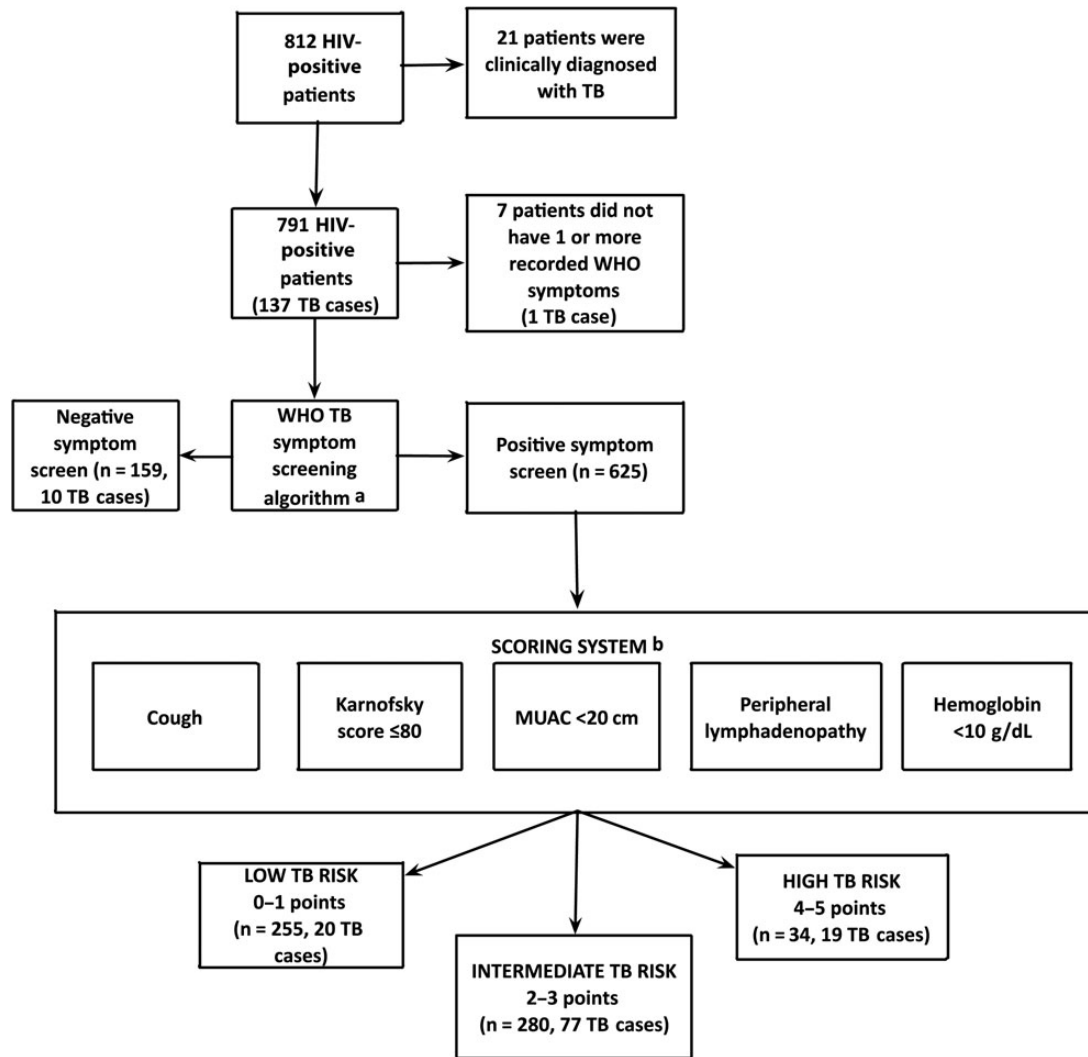 812 HIV-
positive
patients
21 patients were
clinically diagnosed
with TB
791 HIV-
positive
patients
(137 TB cases)
7 patients did not
have 1 or more
recorded WHO
symptoms
(1 TB case)
Negative
symptom
screen (n = 159,
10 TB cases)
WHO TB
symptom
screening
algorithm a
Positive symptom
screen (n = 625)
SCORING SYSTEM b
Cough
Karnofsky
score ≤80
MUAC <20 cm
Peripheral
lymphadenopathy
Hemoglobin
<10 g/dL
LOW TB RISK
0–1 points
(n = 255, 20 TB
cases)
INTERMEDIATE TB RISK
2–3 points
(n = 280, 77 TB cases)
HIGH TB RISK
4–5 points
(n = 34, 19 TB cases)